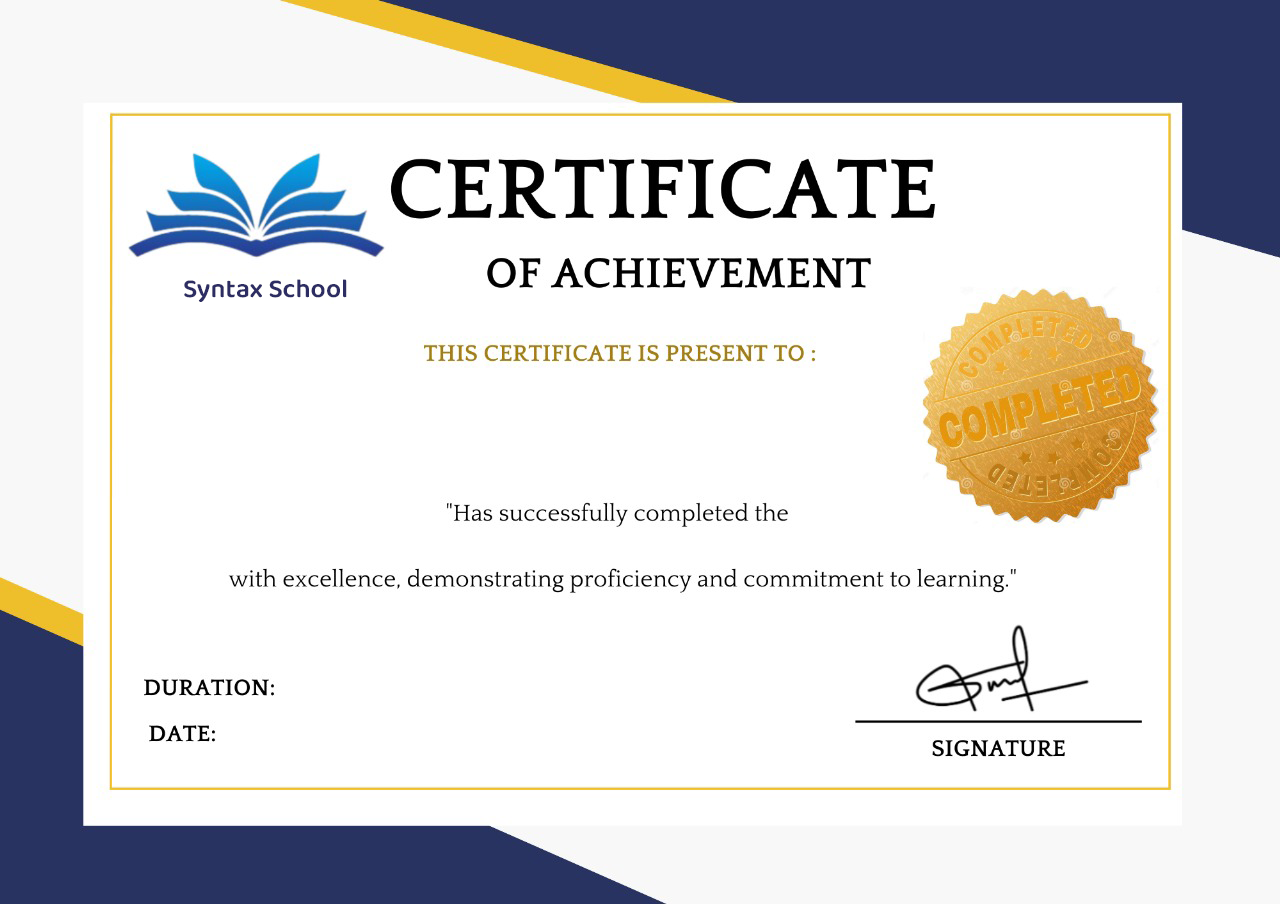 CERTIFICATE
OF ACHIEVEMENT
Syntax School
THIS CERTIFICATE IS PRESENT TO :
COMPLETED
COMPLETED
COMPLETED
"Has successfully completed the
with excellence, demonstrating proficiency and commitment to learning."
DURATION:
DATE:
SIGNATURE